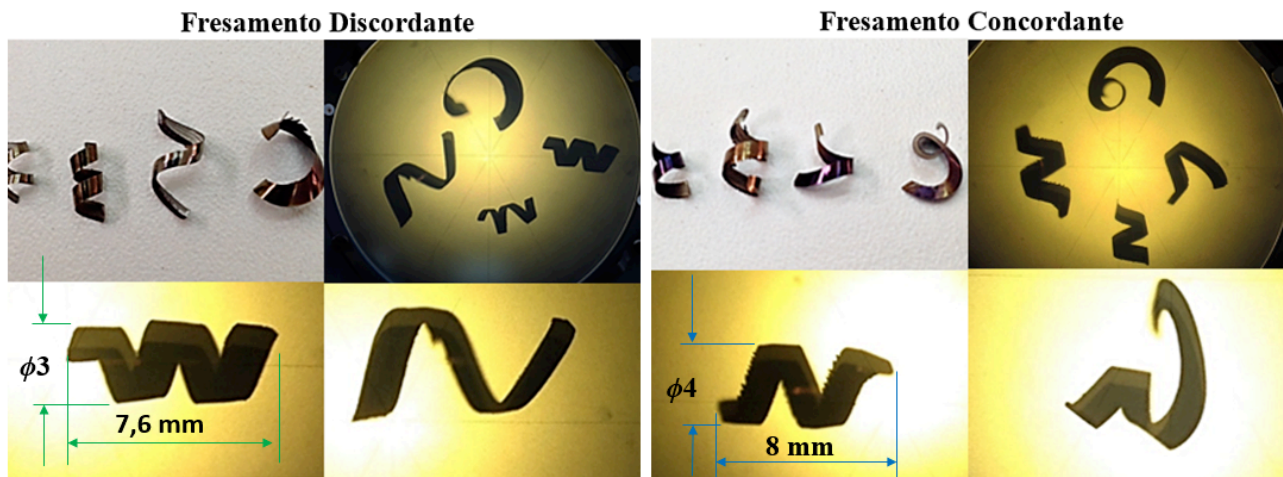 Fresamento Discordante
Fresamento Concordante
ϕ3
7,6 mm
ϕ4
8 mm